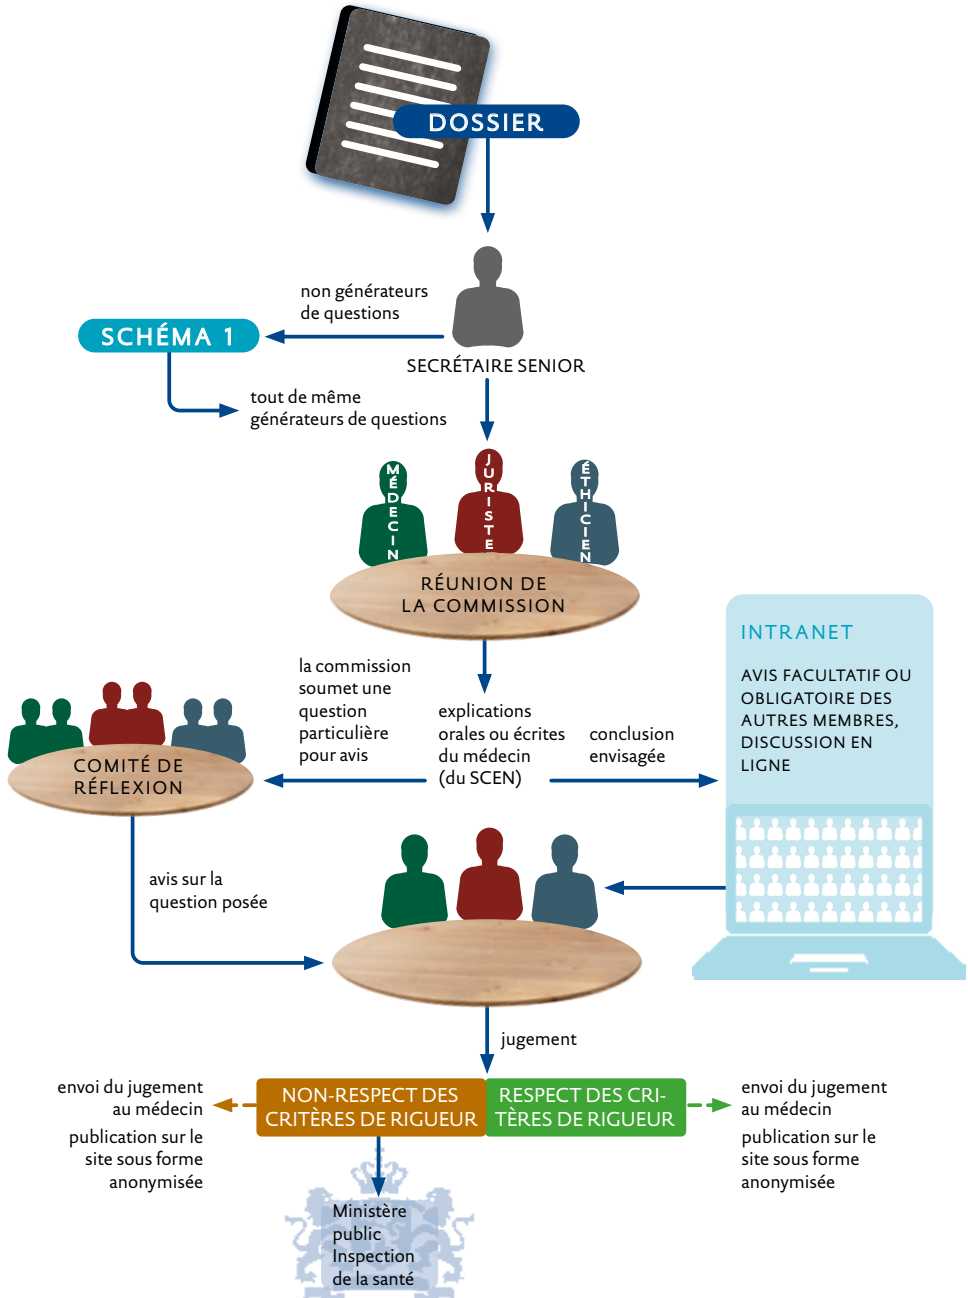 DOSSIER
non générateurs
de questions
SCHÉMA 1
SECRÉTAIRE SENIOR
tout de même
générateurs de questions
MÉDECIN
JURISTE
ÉTHICIEN
RÉUNION DE
LA COMMISSION
INTRANET
AVIS FACULTATIF OU
OBLIGATOIRE DES
AUTRES MEMBRES,
DISCUSSION EN
LIGNE
la commission
soumet une
question
particulière
pour avis
explications
orales ou écrites
du médecin
(du SCEN)
conclusion
envisagée
COMITÉ DE
RÉFLEXION
avis sur la
question posée
jugement
envoi du jugement
au médecin
publication sur le
site sous forme
anonymisée
NON-RESPECT DES
CRITÈRES DE RIGUEUR
RESPECT DES CRI-
TÈRES DE RIGUEUR
envoi du jugement
au médecin
publication sur le
site sous forme
anonymisée
Ministère
public
Inspection
de la santé